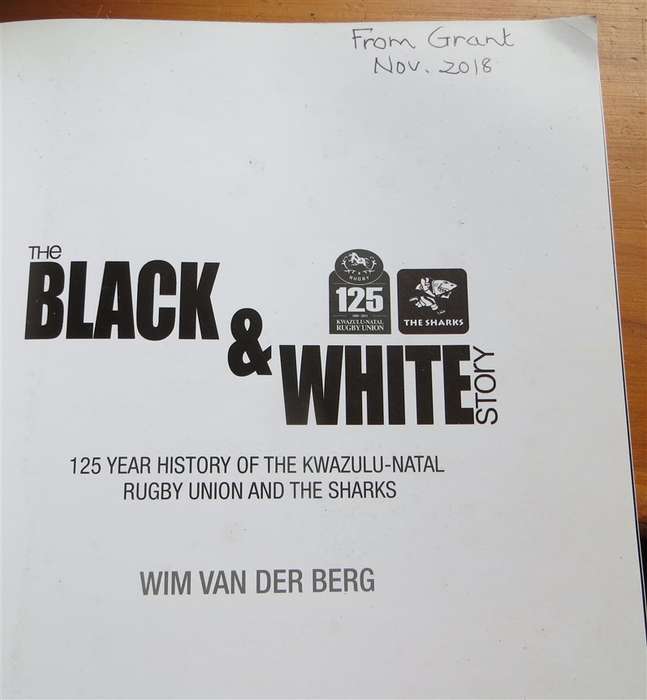 From Grant
Nov. 2018
THe
BLACK
&
WHITE
STOrY
RUGBY
125
KWAZULU-NATAL
RUGBY UNION
THE SHARKS
125 YEAR HISTORY OF THE KWAZULU-NATAL
RUGBY UNION AND THE SHARKS
WIM VAN DER BERG